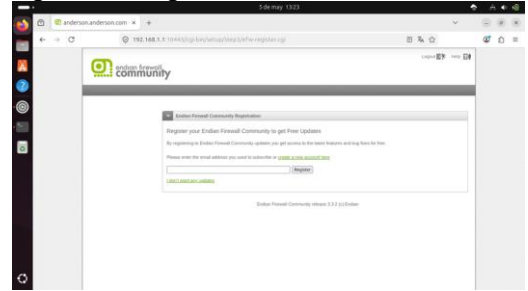 5 de may 13:23
anderson.anderson.com
192.168.1.1:10443/cgi-bin/setup/step3/efw-register.cgi
Logout Help
endian firewall
community
Endian Firewall Community Registration
Register your Endian Firewall Community to get Free Updates
By registering to Endian Firewall Community updates you get access to the latest features and bug fixes for free.
Please enter the email address you used to subscribe or create a new account here
Register
I don't want any updates
Endian Firewall Community release 3.3.2 (c) Endian